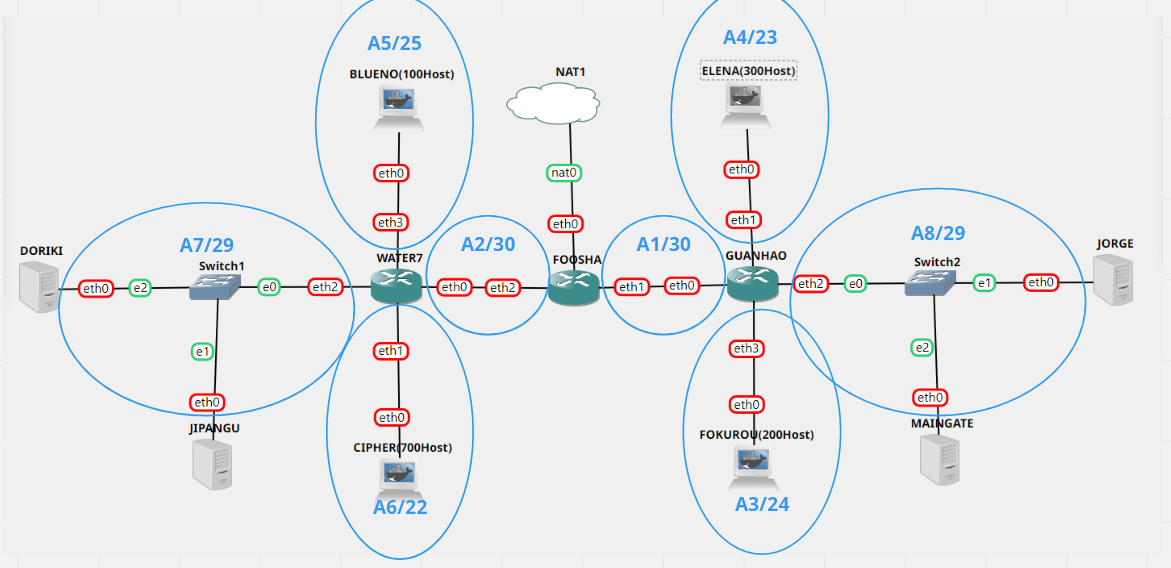 A5/25
BLUENO(100Host)
eth0
eth3
NAT1
nat0
eth0
A4/23
ELENA(300Host)
eth0
eth1
DORIKI
A7/29
Switch1
eth0
e2
e0
eth2
e1
eth0
JIPANGU
WATER7
A2/30
eth0
eth2
FOOSHA
A1/30
eth1
eth0
GUANHAO
A8/29
Switch2
eth2
e0
e1
eth0
JORGE
e2
eth0
MAINGATE
eth1
eth0
CIPHER(700Host)
A6/22
eth3
eth0
FOKUROU(200Host)
A3/24